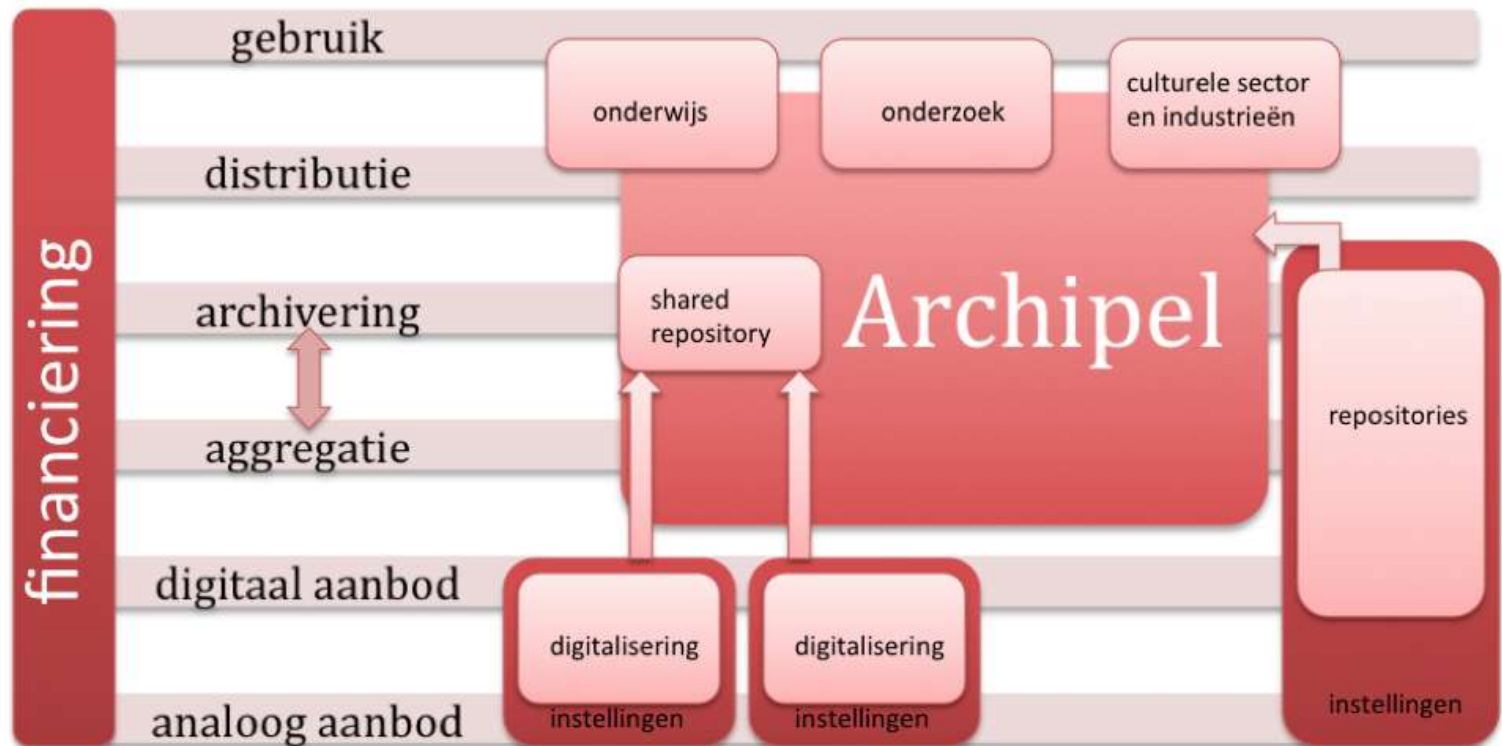 financiering
gebruik
onderwijs
onderzoek
culturele sector
en industrieën
distributie
archivering
shared
repository
Archipel
repositories
aggregatie
digitaal aanbod
digitalisering
digitalisering
analoog aanbod
instellingen
instellingen
instellingen